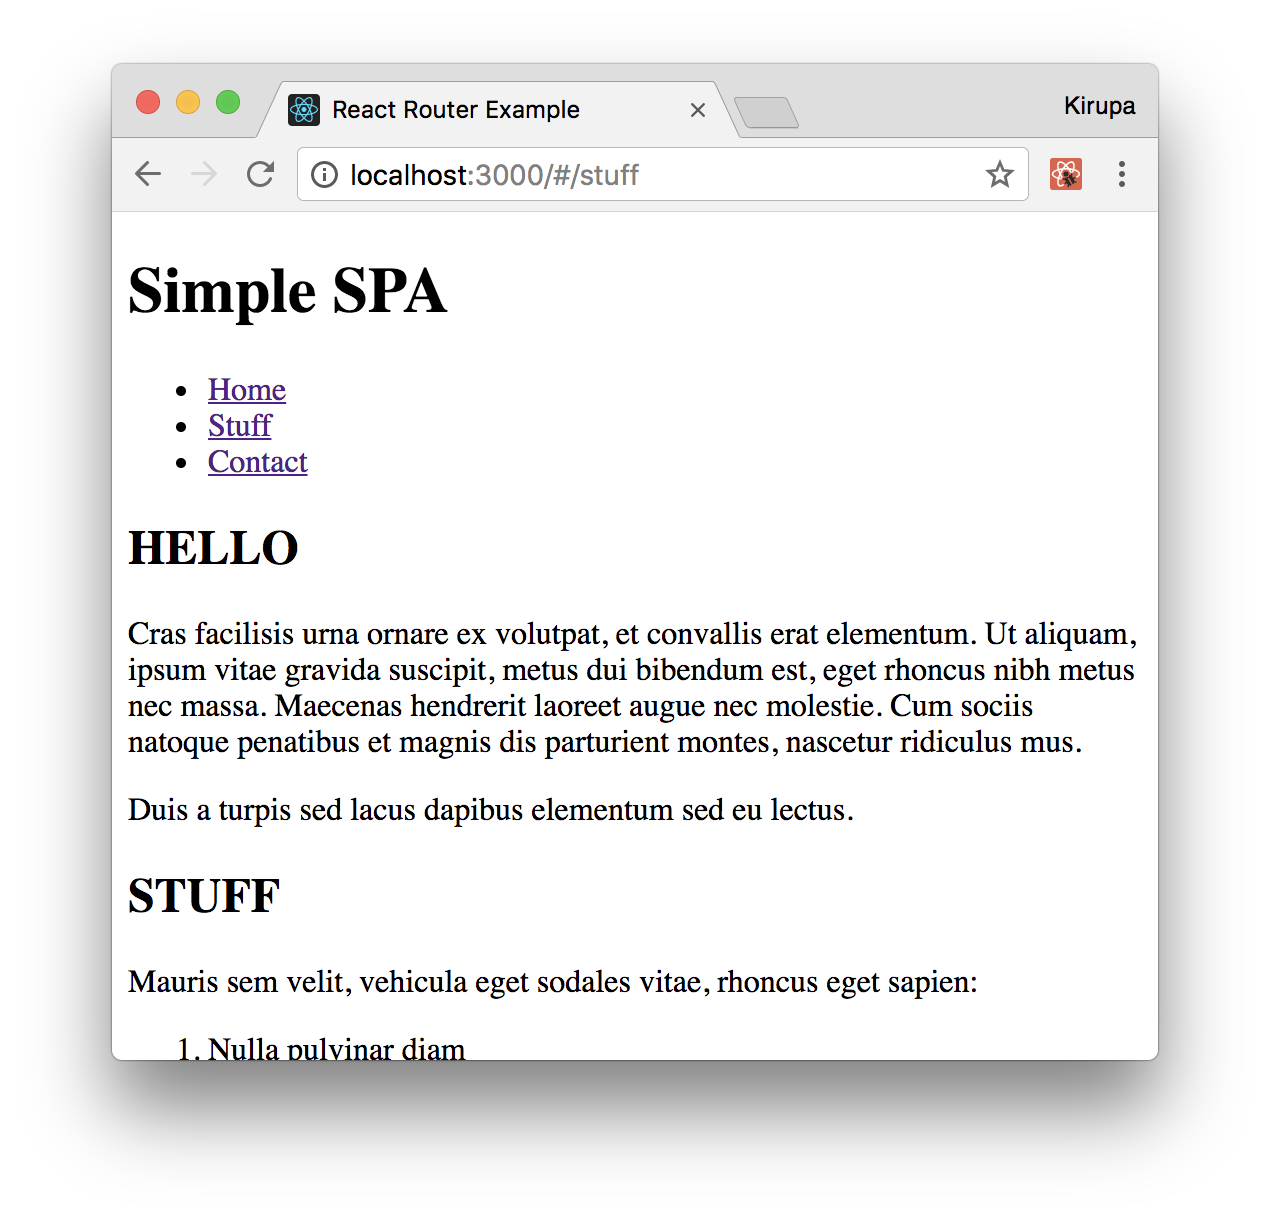 React Router Example
Kirupa
localhost:3000/#/stuff
Simple SPA
• Home
• Stuff
• Contact
HELLO
Cras facilisis urna ornare ex volutpat, et convallis erat elementum. Ut aliquam,
ipsum vitae gravida suscipit, metus dui bibendum est, eget rhoncus nibh metus
nec massa. Maecenas hendrerit laoreet augue nec molestie. Cum sociis
natoque penatibus et magnis dis parturient montes, nascetur ridiculus mus.
Duis a turpis sed lacus dapibus elementum sed eu lectus.
STUFF
Mauris sem velit, vehicula eget sodales vitae, rhoncus eget sapien:
1. Nulla pulvinar diam